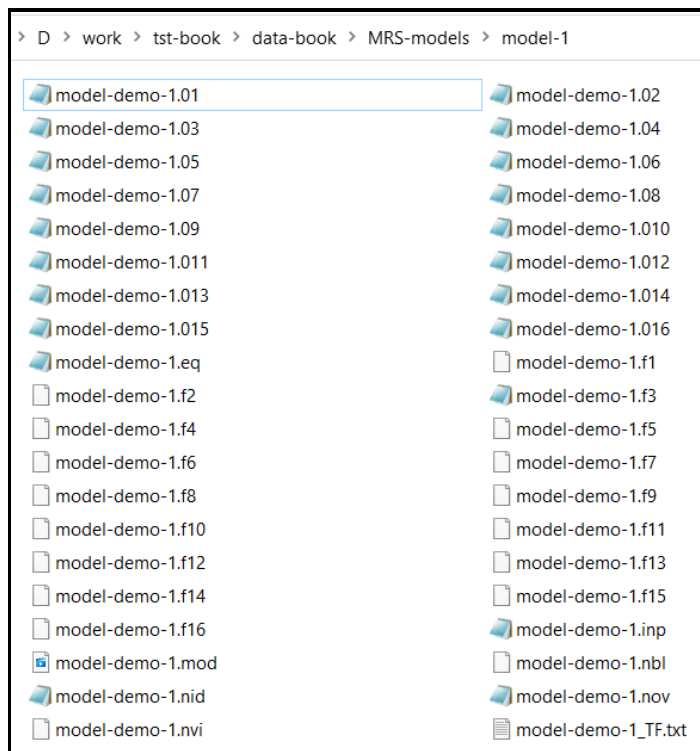 > D > work > tst-book > data-book > MRS-models > model-1
model-demo-1.01 model-demo-1.02
model-demo-1.03 model-demo-1.04
model-demo-1.05 model-demo-1.06
model-demo-1.07 model-demo-1.08
model-demo-1.09 model-demo-1.010
model-demo-1.011 model-demo-1.012
model-demo-1.013 model-demo-1.014
model-demo-1.015 model-demo-1.016
model-demo-1.eq model-demo-1.f1
model-demo-1.f2 model-demo-1.f3
model-demo-1.f4 model-demo-1.f5
model-demo-1.f6 model-demo-1.f7
model-demo-1.f8 model-demo-1.f9
model-demo-1.f10 model-demo-1.f11
model-demo-1.f12 model-demo-1.f13
model-demo-1.f14 model-demo-1.f15
model-demo-1.f16 model-demo-1.inp
model-demo-1.mod model-demo-1.nbl
model-demo-1.nid model-demo-1.nov
model-demo-1.nvi model-demo-1_TF.txt